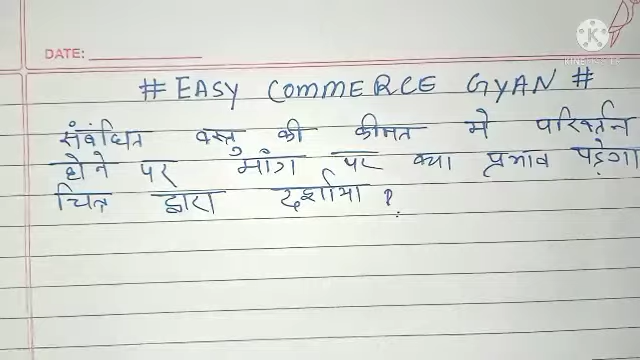 DATE:
# EASY COMMERCE GYAN #
संबंधित वस्तु की कीमत मे परिवर्तन
होने पर मांग पर क्या प्रभाव पड़ेगा
चित्र द्वारा दर्शाया ?